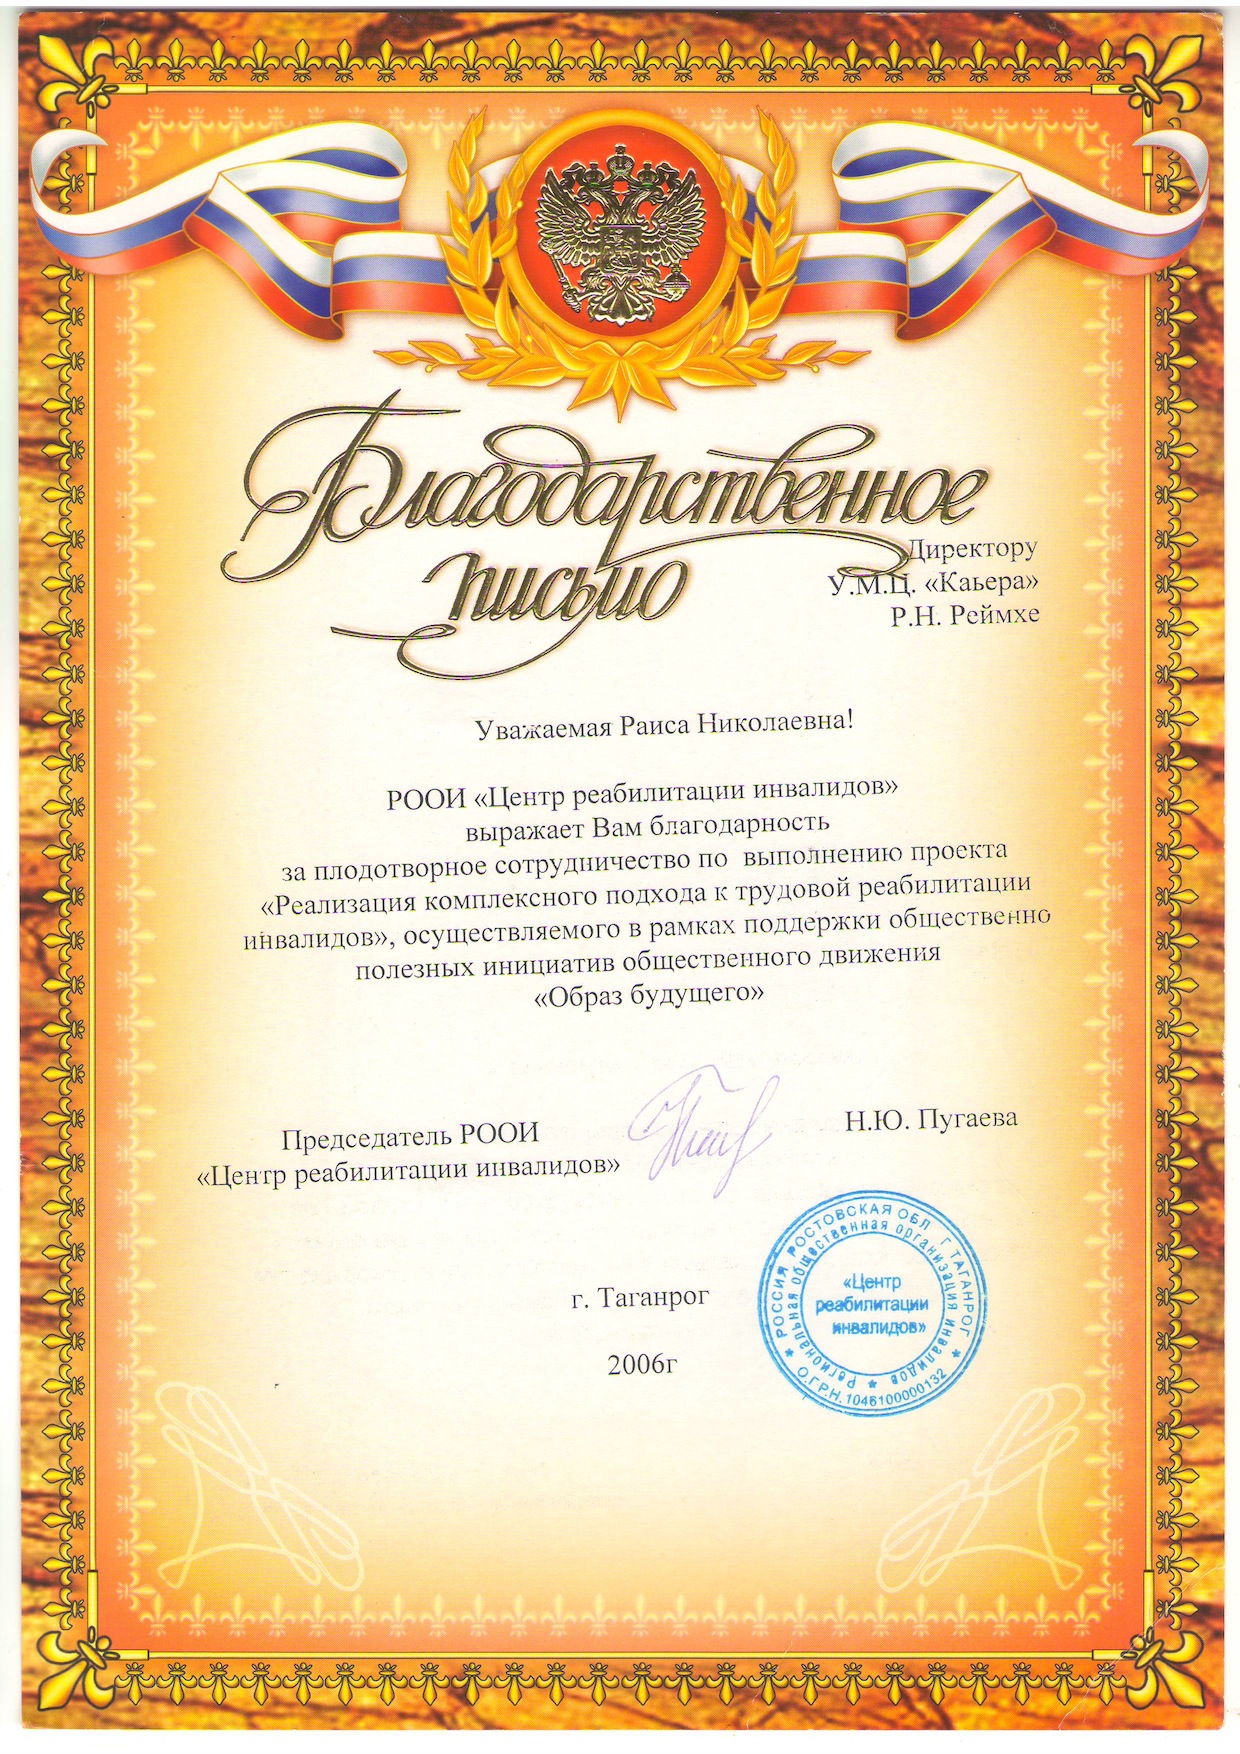 Благодарственное
письмо
Директору
У.М.Ц. «Каьера»
Р.Н. Реймхе
Уважаемая Раиса Николаевна!
РООИ «Центр реабилитации инвалидов»
выражает Вам благодарность
за плодотворное сотрудничество по выполнению проекта
«Реализация комплексного подхода к трудовой реабилитации
инвалидов», осуществляемого в рамках поддержки общественно
полезных инициатив общественного движения
«Образ будущего»
Председатель РООИ
«Центр реабилитации инвалидов»
Н.Ю. Пугаева
г. Таганрог
2006г
РОССИЯ РОСТОВСКАЯ ОБЛ. Г ТАГАНРОГ
О.Г.Р.Н. 1046100000132
Региональная общественная организация инвалидов
«Центр
реабилитации
инвалидов»